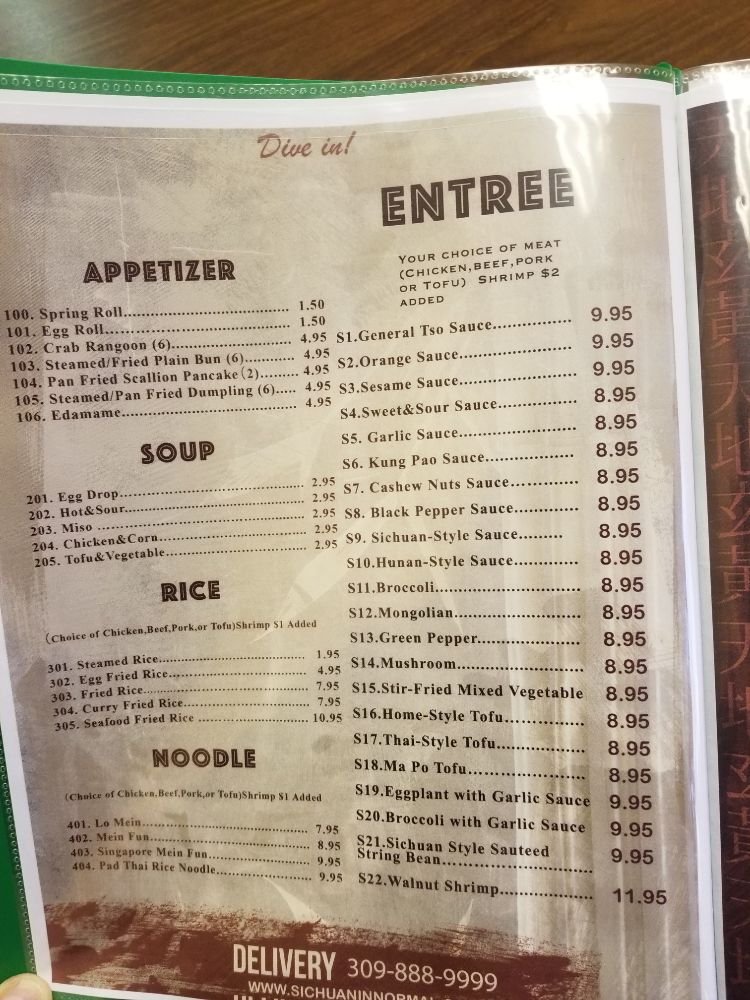 Dive in!
APPETIZER
100. Spring Roll........................................ 1.50
101. Egg Roll............................................. 1.50
102. Crab Rangoon (6)............................. 4.95
103. Steamed/Fried Plain Bun (6)............ 4.95
104. Pan Fried Scallion Pancake(2)......... 4.95
105. Steamed/Pan Fried Dumpling (6)..... 4.95
106. Edamame.......................................... 4.95
SOUP
201. Egg Drop.......................................... 2.95
202. Hot&Sour......................................... 2.95
203. Miso ................................................ 2.95
204. Chicken&Corn................................. 2.95
205. Tofu&Vegetable............................... 2.95
RICE
(Choice of Chicken,Beef,Pork,or Tofu)Shrimp $1 Added
301. Steamed Rice................................... 1.95
302. Egg Fried Rice................................. 4.95
303. Fried Rice........................................ 7.95
304. Curry Fried Rice............................. 7.95
305. Seafood Fried Rice ......................... 10.95
NOODLE
(Choice of Chicken,Beef,Pork,or Tofu)Shrimp $1 Added
401. Lo Mein........................................... 7.95
402. Mein Fun......................................... 8.95
403. Singapore Mein Fun........................ 9.95
404. Pad Thai Rice Noodle...................... 9.95
ENTREE
YOUR CHOICE OF MEAT
(CHICKEN,BEEF,PORK
OR TOFU) SHRIMP $2
ADDED
S1.General Tso Sauce................ 9.95
S2.Orange Sauce....................... 9.95
S3.Sesame Sauce...................... 9.95
S4.Sweet&Sour Sauce................ 8.95
S5. Garlic Sauce........................ 8.95
S6. Kung Pao Sauce.................. 8.95
S7. Cashew Nuts Sauce.............. 8.95
S8. Black Pepper Sauce............. 8.95
S9. Sichuan-Style Sauce......... 8.95
S10.Hunan-Style Sauce............. 8.95
S11.Broccoli............................. 8.95
S12.Mongolian......................... 8.95
S13.Green Pepper..................... 8.95
S14.Mushroom......................... 8.95
S15.Stir-Fried Mixed Vegetable 8.95
S16.Home-Style Tofu............... 8.95
S17.Thai-Style Tofu................. 8.95
S18.Ma Po Tofu....................... 8.95
S19.Eggplant with Garlic Sauce 9.95
S20.Broccoli with Garlic Sauce 9.95
S21.Sichuan Style Sauteed
String Bean............................. 9.95
S22.Walnut Shrimp.................. 11.95
DELIVERY 309-888-9999
WWW.SICHUANINNORMAL
天地玄黃天地玄黃天地玄黃